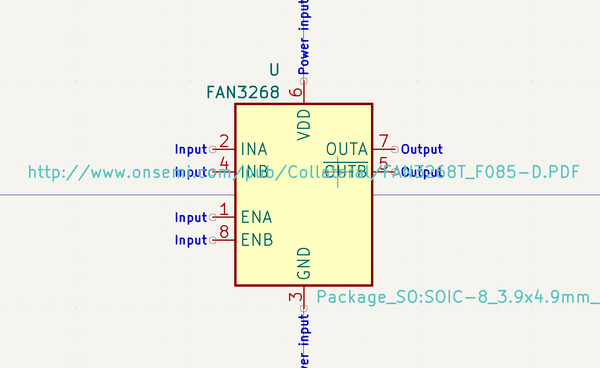 Power input
U
6
FAN3268
VDD
Input 2 INA OUTA 7 Output
Input 4 INB OUTB 5 Output
http://www.onsemi.com/pub/Collateral/FAN3268T_F085-D.PDF
Input 1 ENA
Input 8 ENB
GND
3
Package_SO:SOIC-8_3.9x4.9mm_
wer input